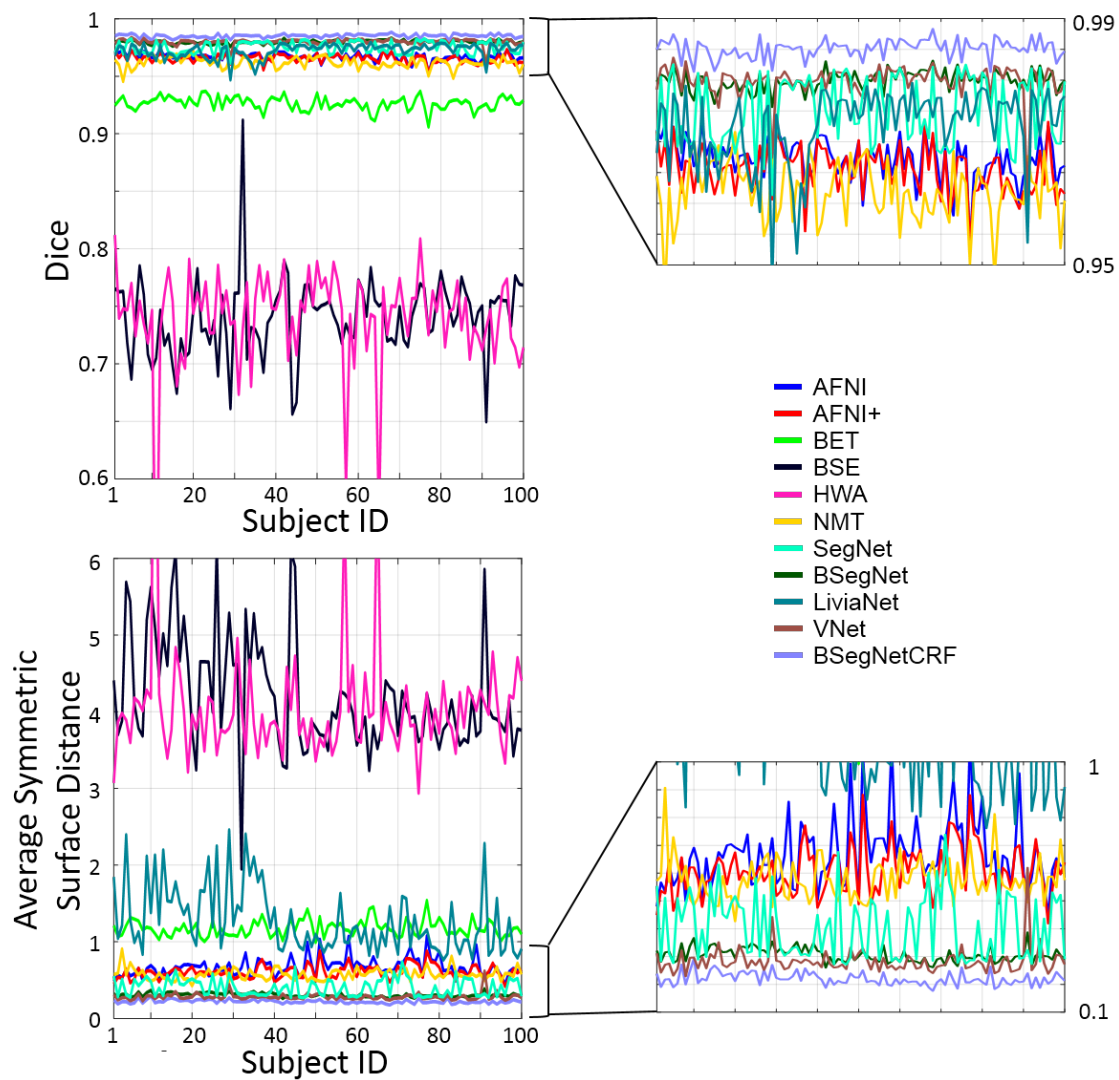 1
0.9
0.8
0.7
0.6
Dice
1
20
40
60
80
100
Subject ID
0.99
0.95
AFNI
AFNI+
BET
BSE
HWA
NMT
SegNet
BSegNet
LiviaNet
VNet
BSegNetCRF
6
5
4
3
2
1
0
Average Symmetric
Surface Distance
1
20
40
60
80
100
Subject ID
1
0.1